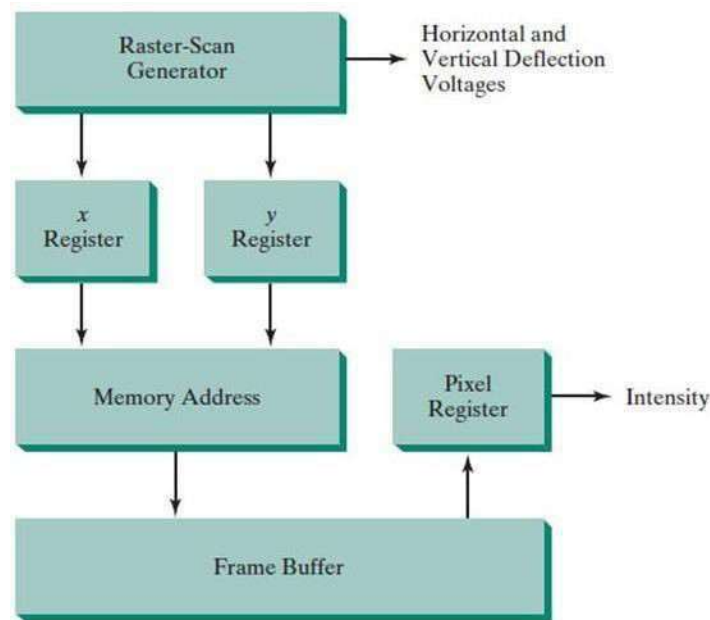 Raster-Scan
Generator
Horizontal and
Vertical Deflection
Voltages
x
Register
y
Register
Memory Address
Pixel
Register
Intensity
Frame Buffer